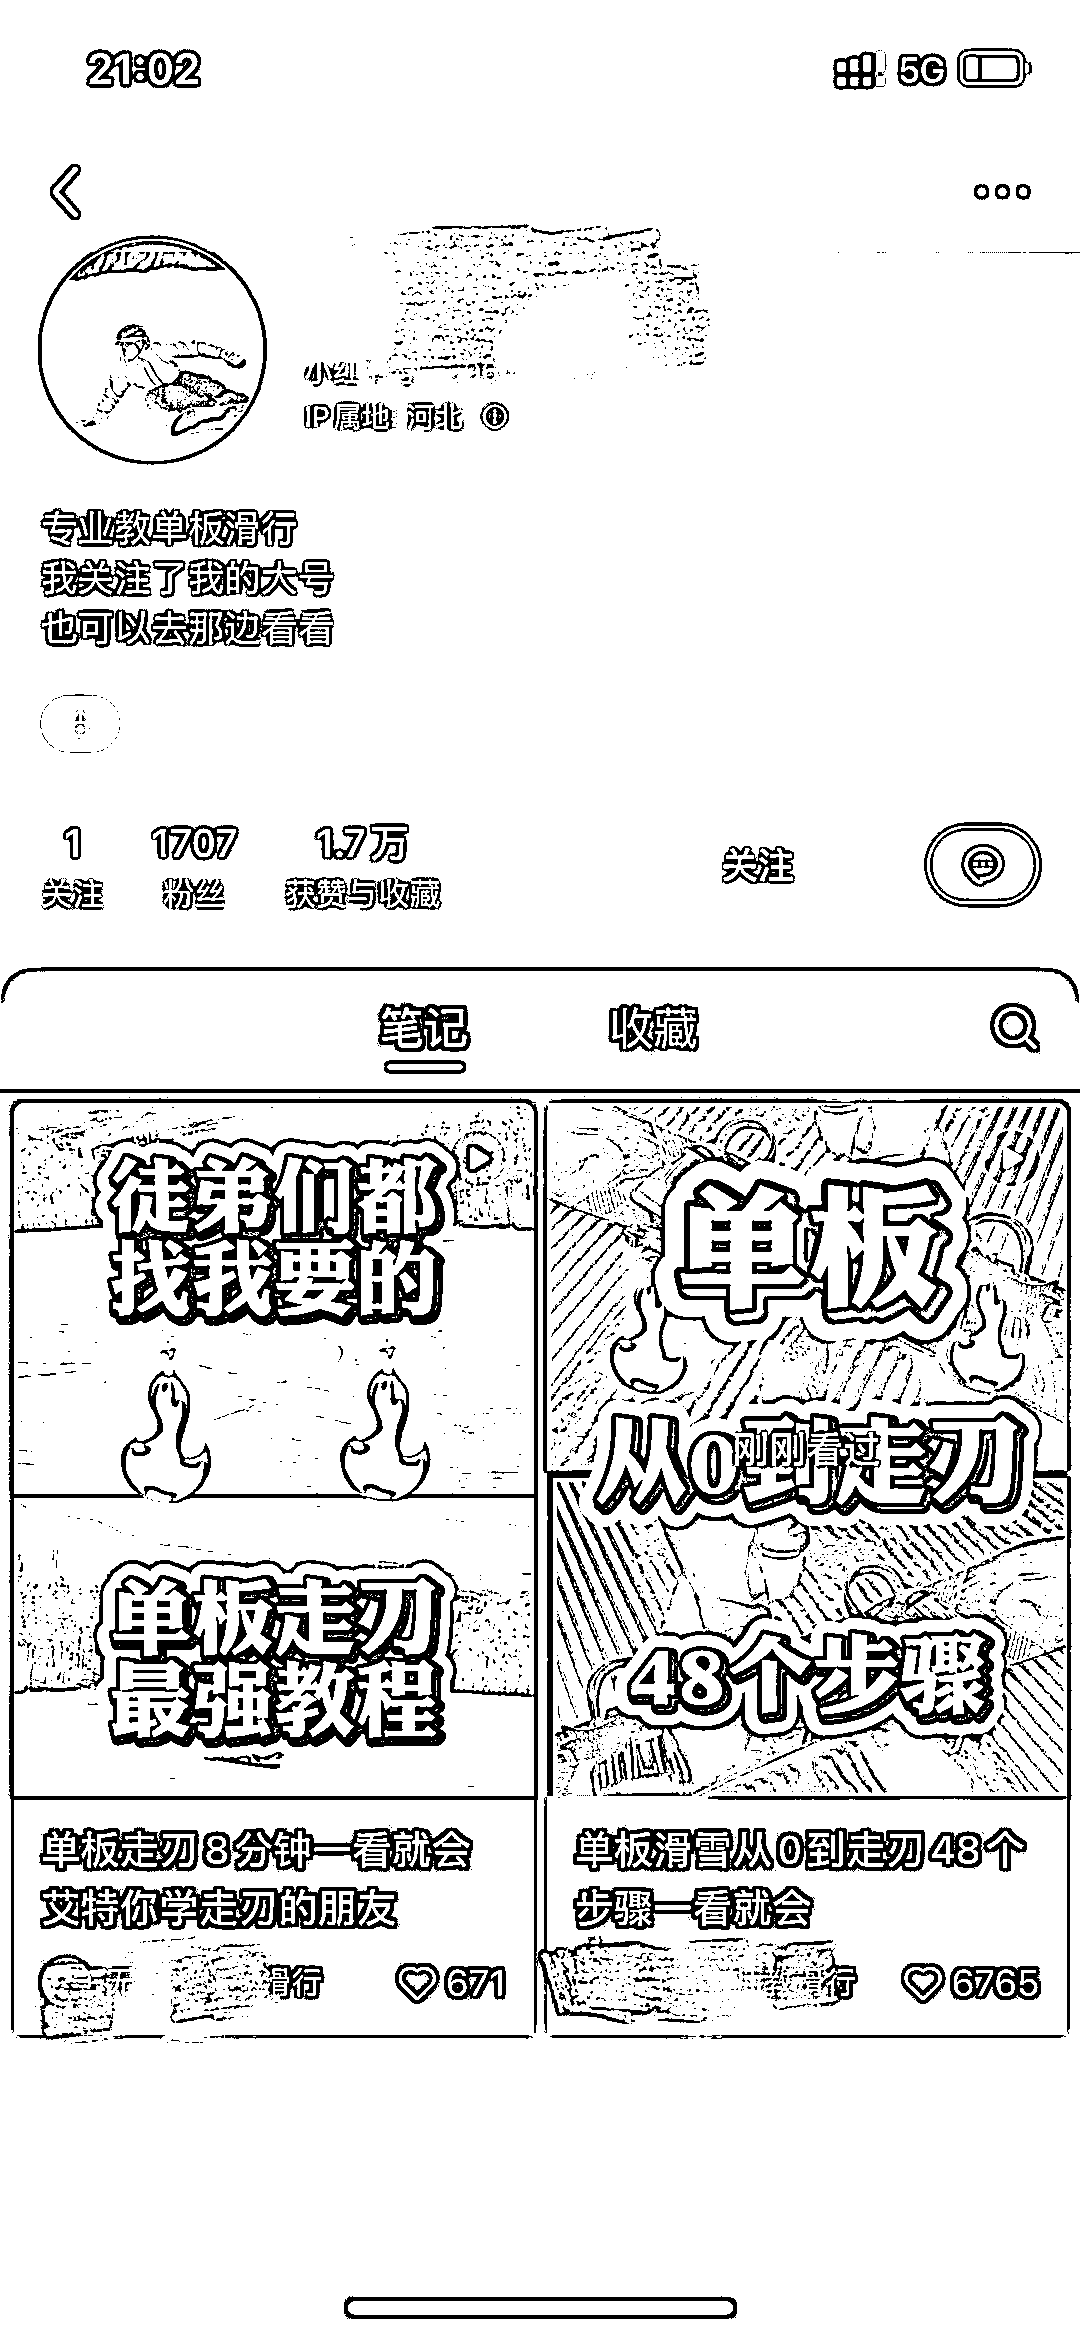 21:02
5G
小红
IP属地：河北
专业教单板滑行
我关注了我的大号
也可以去那边看看
1
关注
1707
粉丝
1.7万
获赞与收藏
关注
笔记
收藏
徒弟们都
找我要的
单板走刃
最强教程
单板走刃8分钟一看就会
艾特你学走刃的朋友
滑行
671
单板
从0到走刃
刚刚看过
48个步骤
单板滑雪从0到走刃48个
步骤一看就会
行
6765